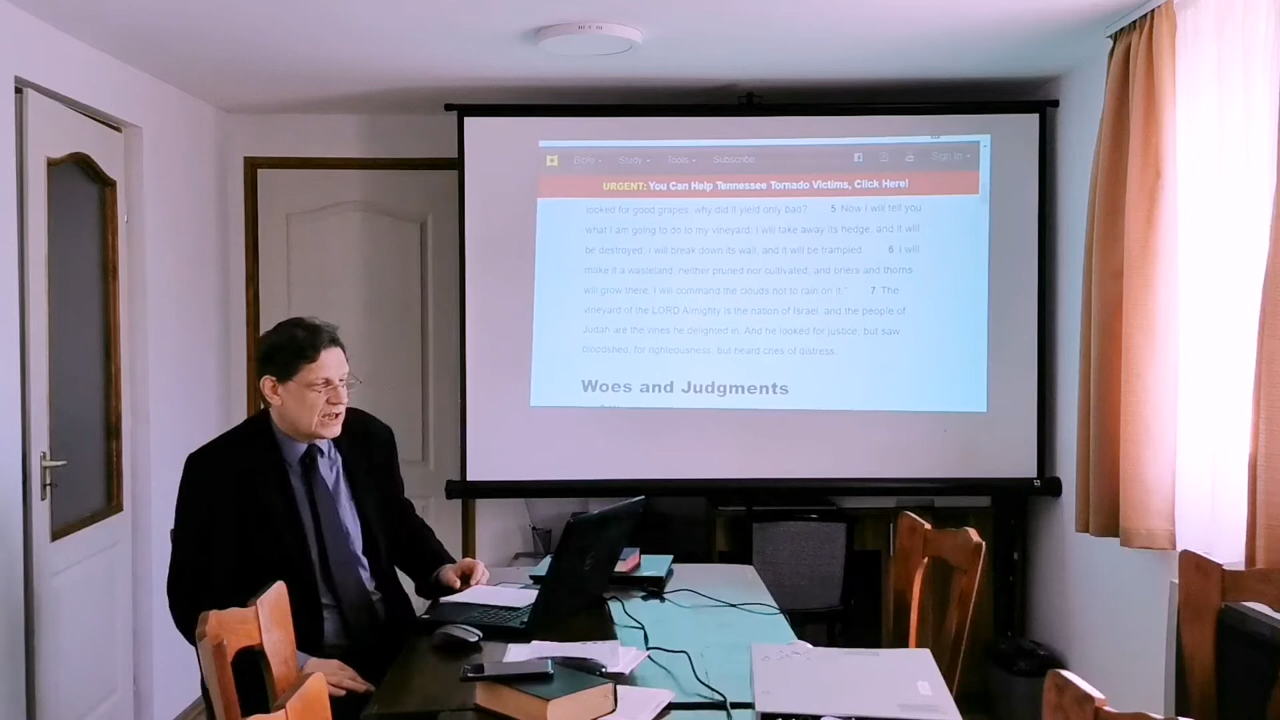 Bible Study Tools Subscribe Sign In
URGENT: You Can Help Tennessee Tornado Victims, Click Here!
looked for good grapes, why did it yield only bad? 5 Now I will tell you
what I am going to do to my vineyard: I will take away its hedge, and it will
be destroyed; I will break down its wall, and it will be trampled. 6 I will
make it a wasteland, neither pruned nor cultivated, and briers and thorns
will grow there. I will command the clouds not to rain on it." 7 The
vineyard of the LORD Almighty is the nation of Israel, and the people of
Judah are the vines he delighted in. And he looked for justice, but saw
bloodshed; for righteousness, but heard cries of distress.
Woes and Judgments